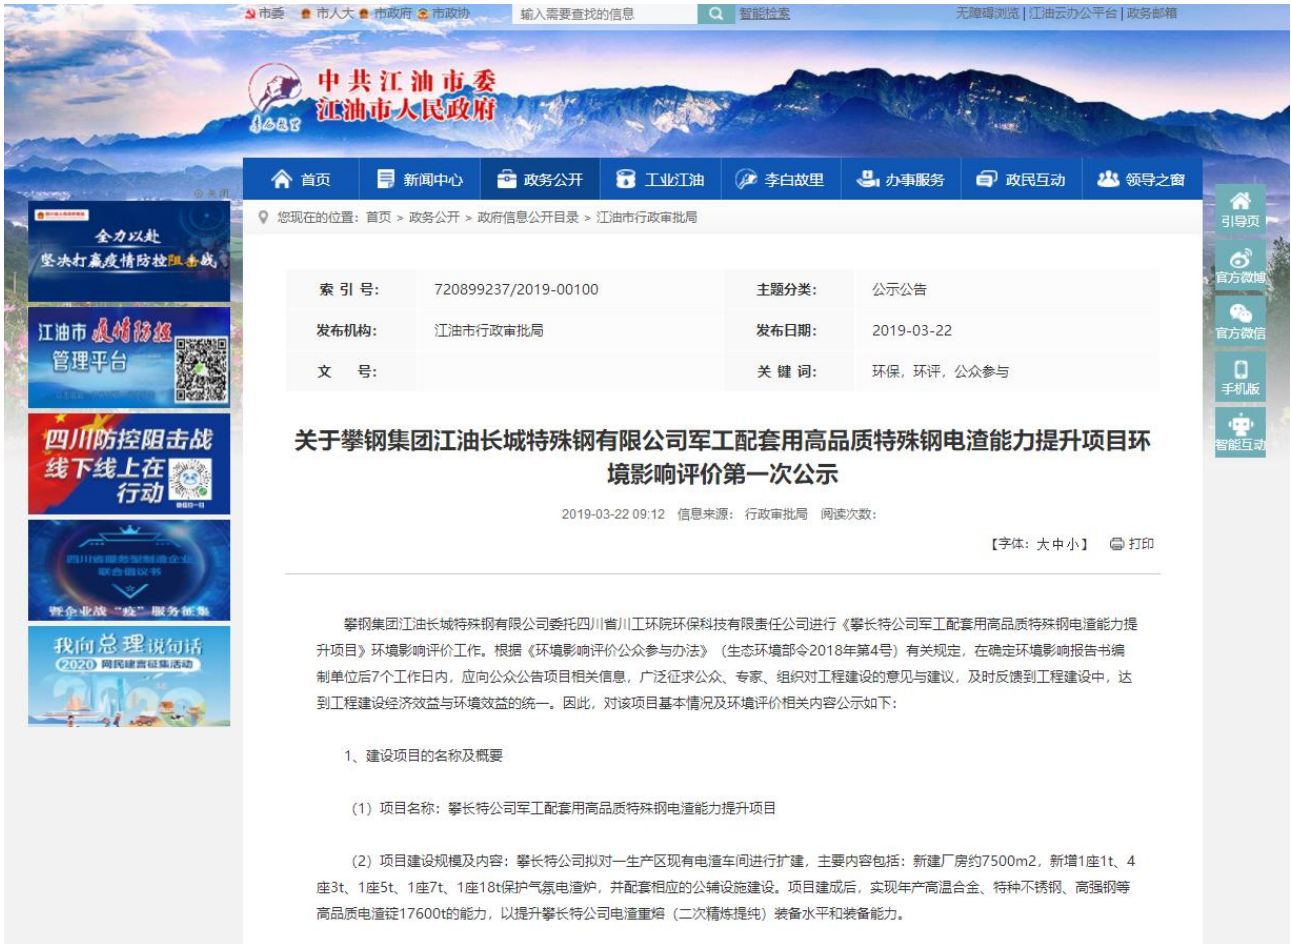 市委 市人大 市政府 市政协 输入需要查找的信息 智能检索 无障碍浏览 | 江油云办公平台 | 政务邮箱
中共江油市委
江油市人民政府
李白故里
首页 新闻中心 政务公开 工业江油 李白故里 办事服务 政民互动 领导之窗
您现在的位置：首页 > 政务公开 > 政府信息公开目录 > 江油市行政审批局
关闭
全力以赴
坚决打赢疫情防控阻击战
江油市疫情防控
管理平台
四川防控阻击战
线下线上在
行动
微信扫一扫
四川省服务型制造企业
联合倡议书
暨企业战“疫”服务征集
我向总理说句话
2020 网民建言征集活动
引导页
官方微博
官方微信
手机版
智能互动
索 引 号： 720899237/2019-00100 主题分类： 公示公告
发布机构： 江油市行政审批局 发布日期： 2019-03-22
文 号： 关 键 词： 环保，环评，公众参与
关于攀钢集团江油长城特殊钢有限公司军工配套用高品质特殊钢电渣能力提升项目环
境影响评价第一次公示
2019-03-22 09:12 信息来源： 行政审批局 阅读次数：
【字体：大 中 小】 打印
攀钢集团江油长城特殊钢有限公司委托四川省川工环院环保科技有限责任公司进行《攀长特公司军工配套用高品质特殊钢电渣能力提
升项目》环境影响评价工作。根据《环境影响评价公众参与办法》（生态环境部令2018年第4号）有关规定，在确定环境影响报告书编
制单位后7个工作日内，应向公众公告项目相关信息，广泛征求公众、专家、组织对工程建设的意见与建议，及时反馈到工程建设中，达
到工程建设经济效益与环境效益的统一。因此，对该项目基本情况及环境评价相关内容公示如下：
1、建设项目的名称及概要
（1）项目名称：攀长特公司军工配套用高品质特殊钢电渣能力提升项目
（2）项目建设规模及内容：攀长特公司拟对一生产区现有电渣车间进行扩建，主要内容包括：新建厂房约7500m2，新增1座1t、4
座3t、1座5t、1座7t、1座18t保护气氛电渣炉，并配套相应的公辅设施建设。项目建成后，实现年产高温合金、特种不锈钢、高强钢等
高品质电渣锭17600t的能力，以提升攀长特公司电渣重熔（二次精炼提纯）装备水平和装备能力。